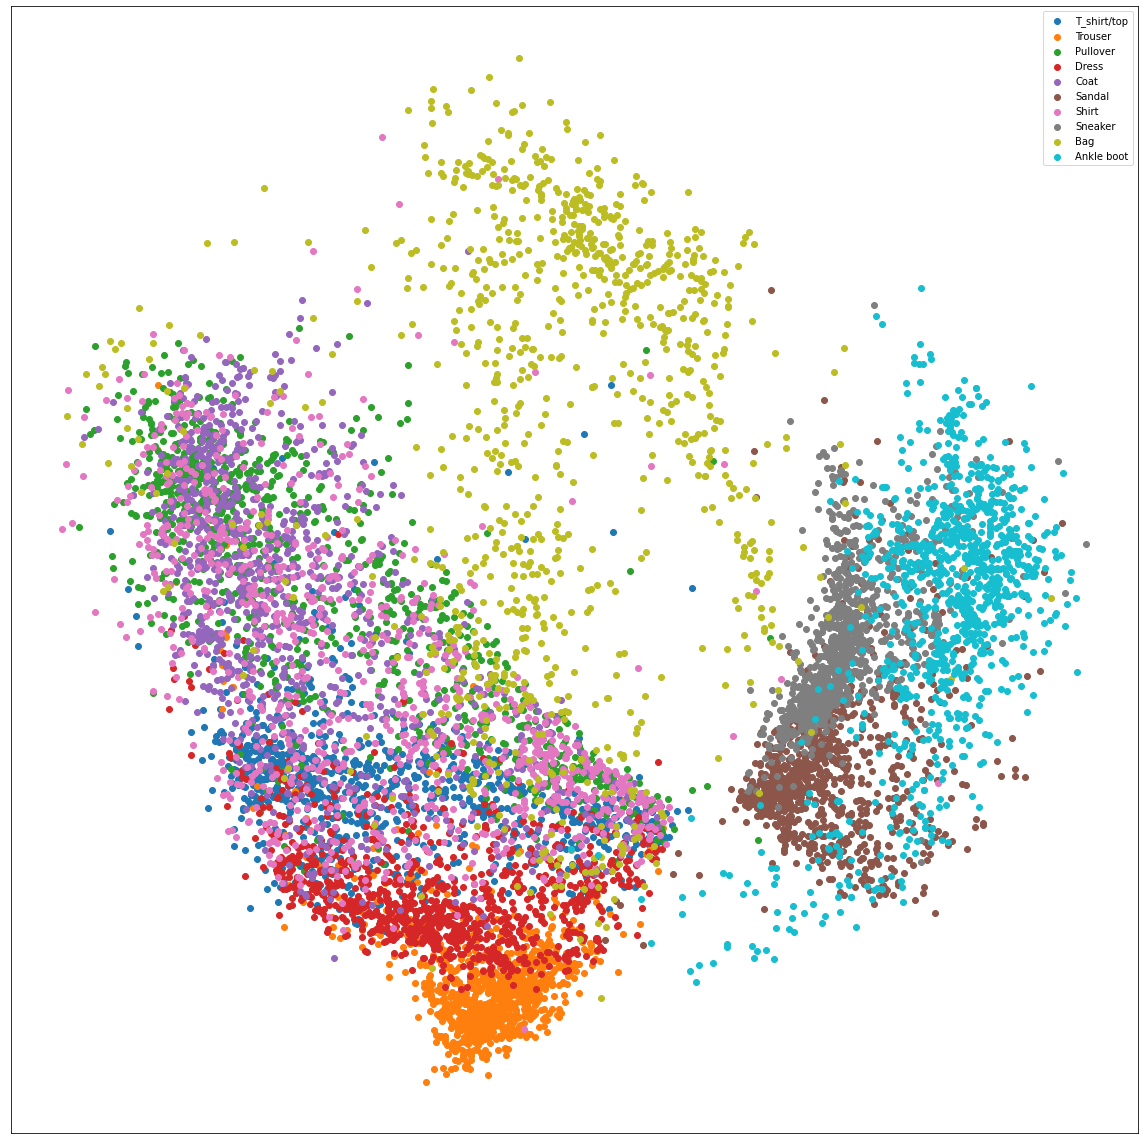 T_shirt/top
Trouser
Pullover
Dress
Coat
Sandal
Shirt
Sneaker
Bag
Ankle boot